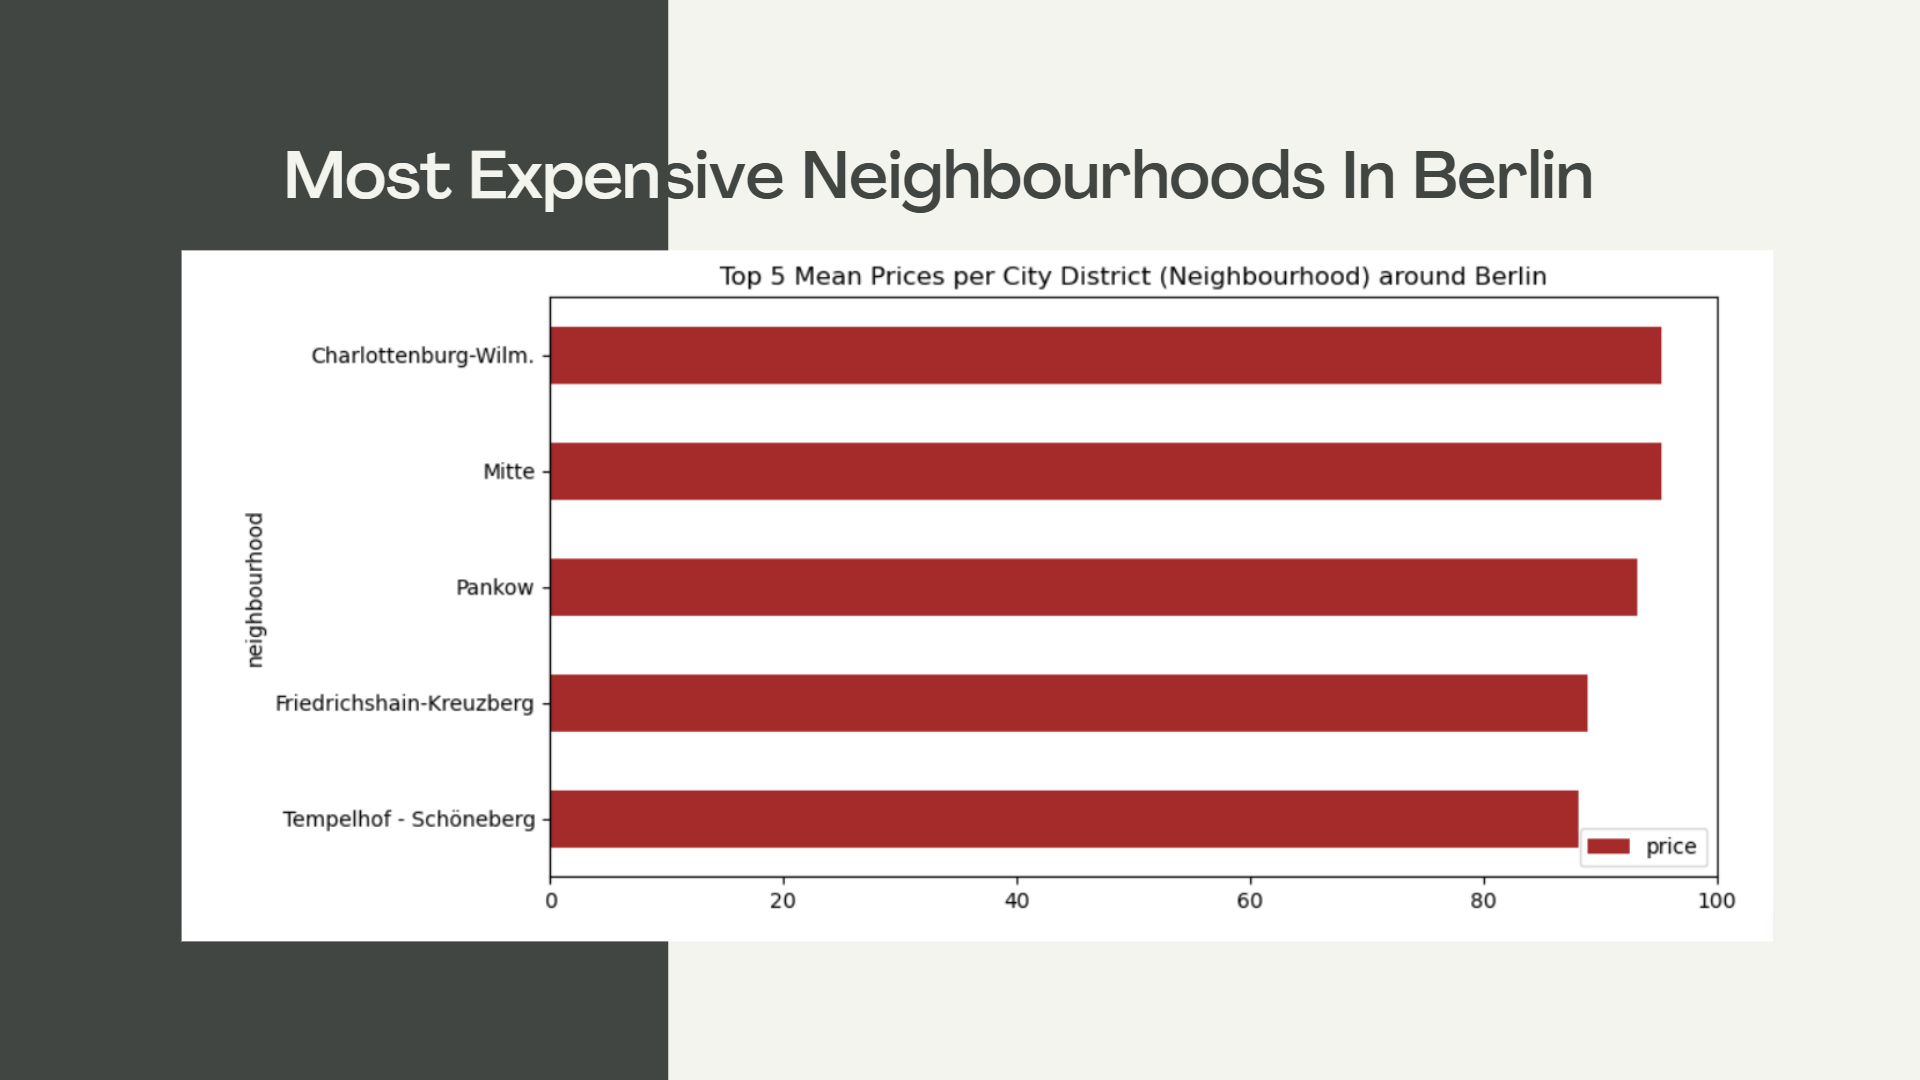 Most Expensive Neighbourhoods In Berlin
Top 5 Mean Prices per City District (Neighbourhood) around Berlin
neighbourhood
Charlottenburg-Wilm.
Mitte
Pankow
Friedrichshain-Kreuzberg
Tempelhof - Schöneberg
price
0 20 40 60 80 100